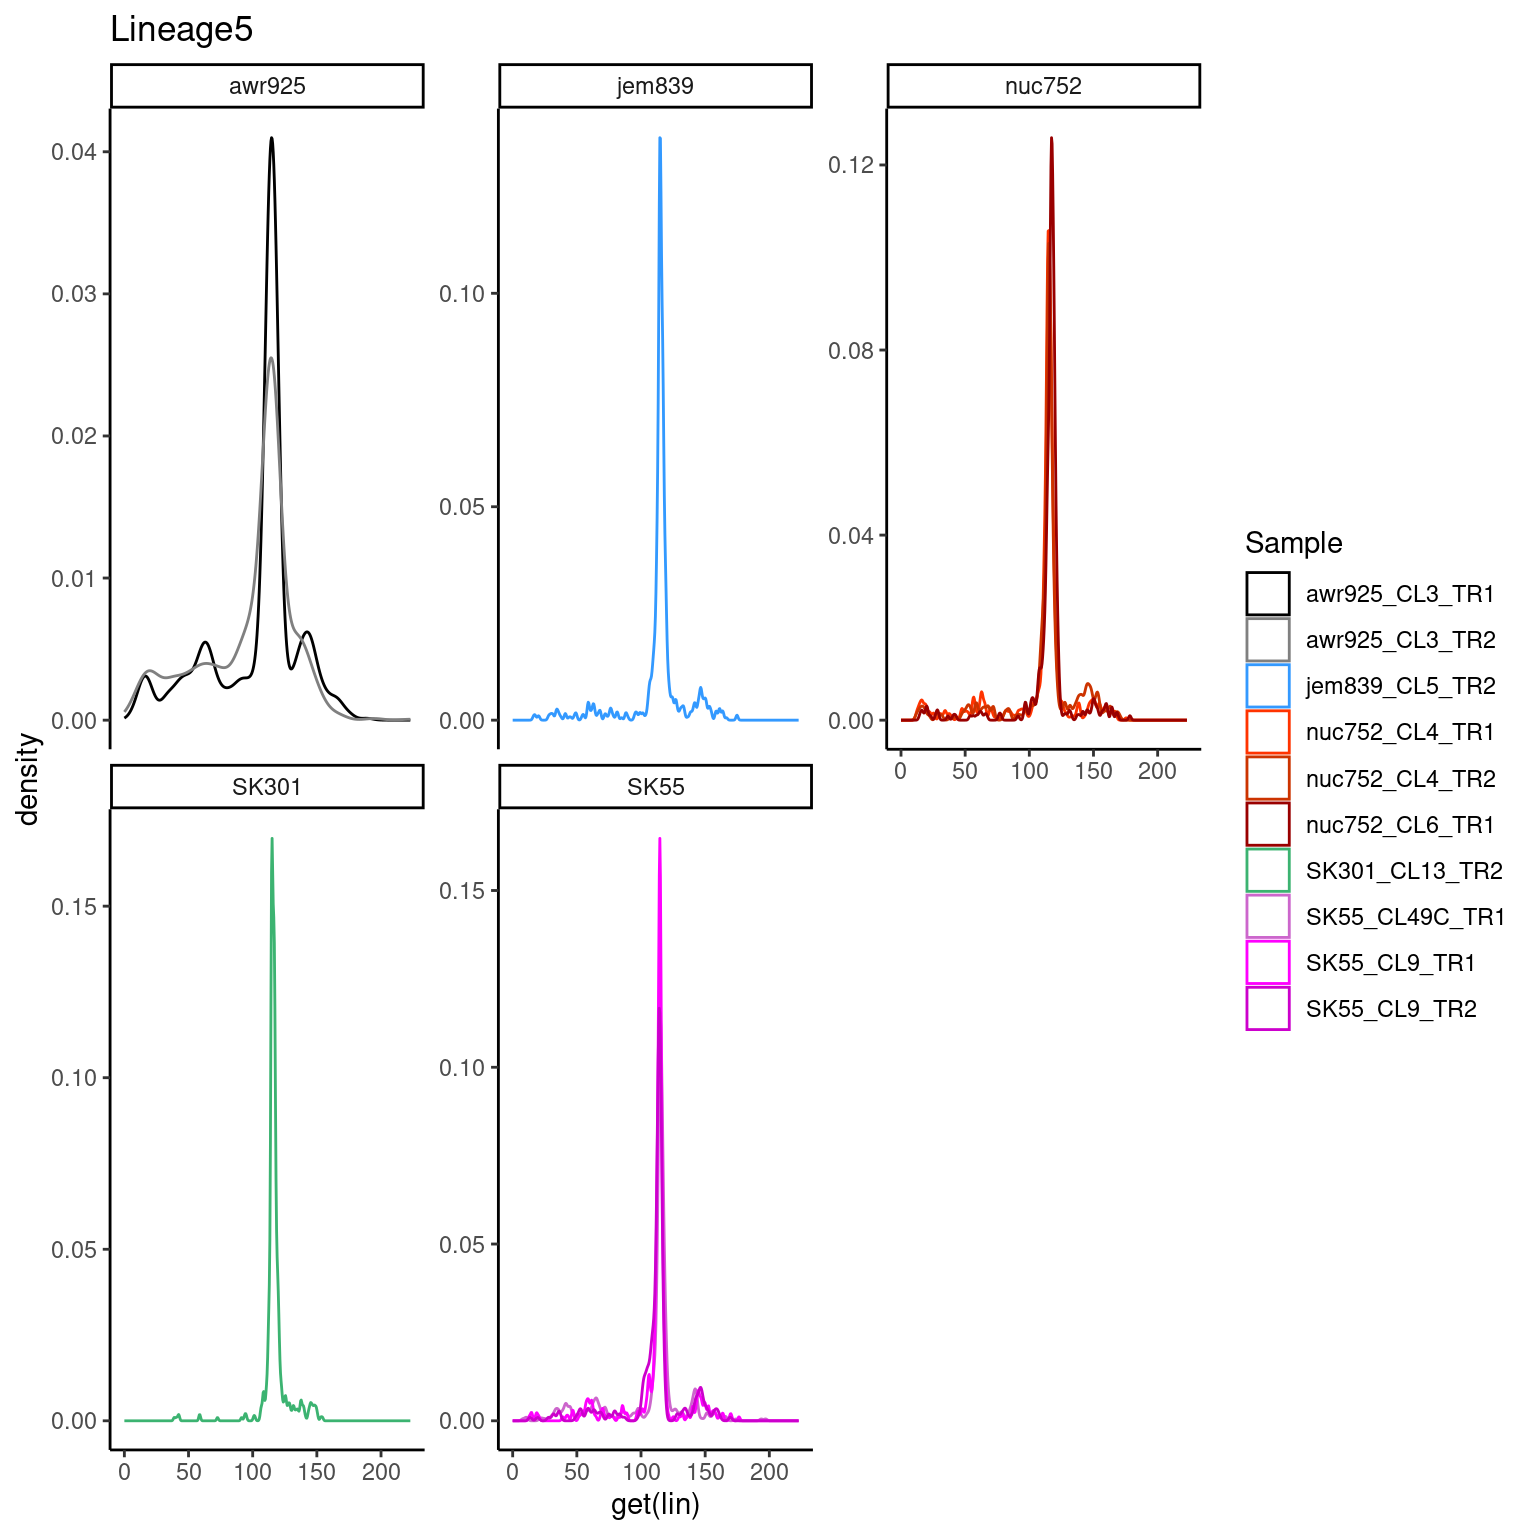 Lineage5
awr925
jem839
nuc752
0.04
0.03
0.02
0.01
0.00
0.10
0.05
0.00
0.12
0.08
0.04
0.00
0 50 100 150 200
density
SK301
SK55
0.15
0.10
0.05
0.00
0 50 100 150 200
0.15
0.10
0.05
0.00
0 50 100 150 200
get(lin)
Sample
awr925_CL3_TR1
awr925_CL3_TR2
jem839_CL5_TR2
nuc752_CL4_TR1
nuc752_CL4_TR2
nuc752_CL6_TR1
SK301_CL13_TR2
SK55_CL49C_TR1
SK55_CL9_TR1
SK55_CL9_TR2